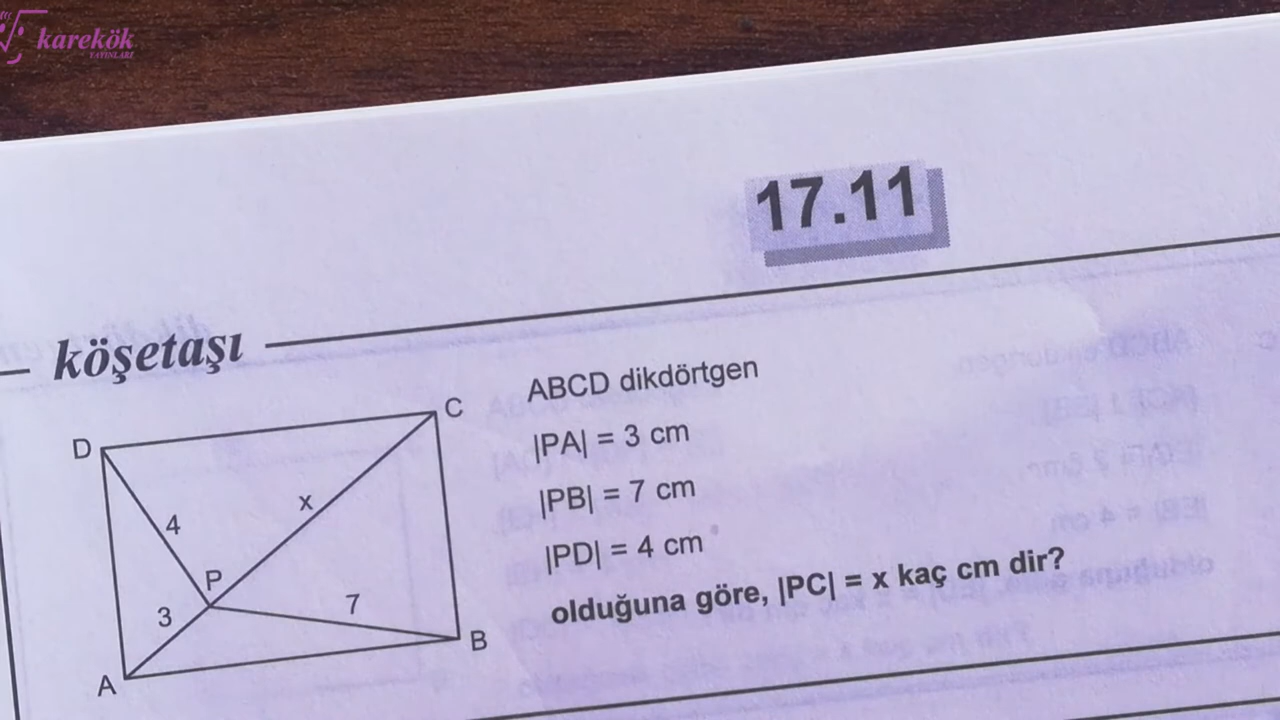 karekök
YAYINLARI
17.11
köşetaşı
ABCD dikdörtgen
|PA| = 3 cm
|PB| = 7 cm
|PD| = 4 cm
olduğuna göre, |PC| = x kaç cm dir?
D
C
4
x
P
3
7
A
B